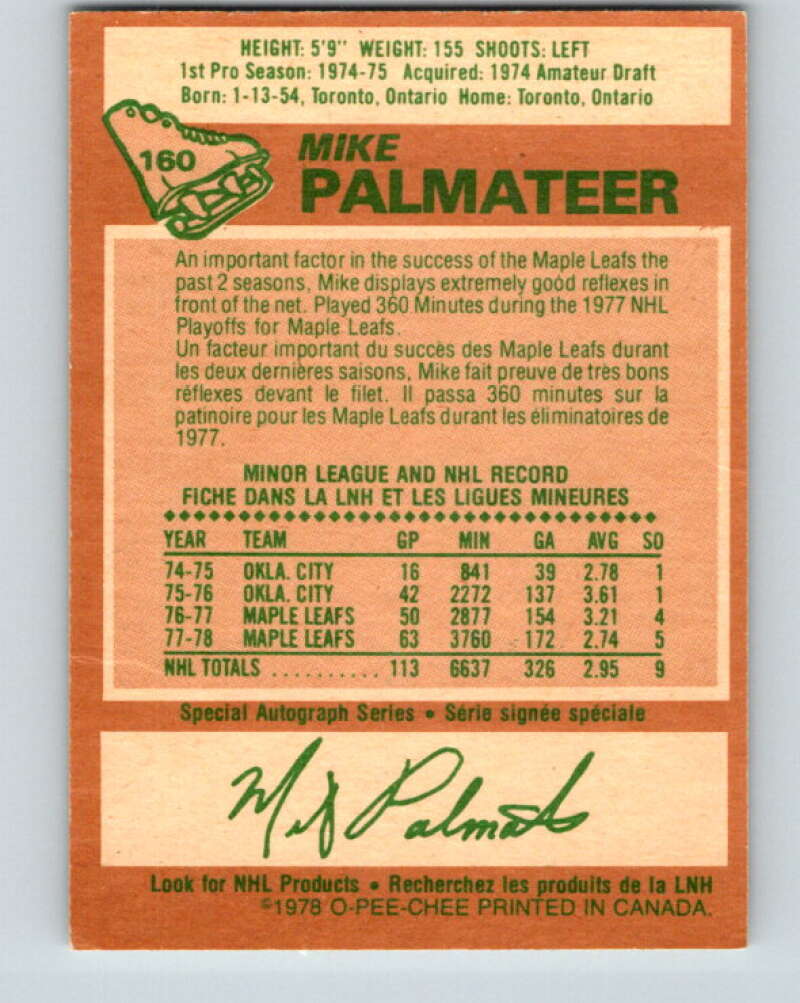 HEIGHT: 5'9" WEIGHT: 155 SHOOTS: LEFT
1st Pro Season: 1974-75 Acquired: 1974 Amateur Draft
Born: 1-13-54, Toronto, Ontario Home: Toronto, Ontario
160
MIKE
PALMATEER
An important factor in the success of the Maple Leafs the
past 2 seasons, Mike displays extremely good reflexes in
front of the net. Played 360 Minutes during the 1977 NHL
Playoffs for Maple Leafs.
Un facteur important du succès des Maple Leafs durant
les deux dernières saisons, Mike fait preuve de très bons
réflexes devant le filet. Il passa 360 minutes sur la
patinoire pour les Maple Leafs durant les éliminatoires de
1977.
MINOR LEAGUE AND NHL RECORD
FICHE DANS LA LNH ET LES LIGUES MINEURES
YEAR TEAM GP MIN GA AVG SO
74-75 OKLA. CITY 16 841 39 2.78 1
75-76 OKLA. CITY 42 2272 137 3.61 1
76-77 MAPLE LEAFS 50 2877 154 3.21 4
77-78 MAPLE LEAFS 63 3760 172 2.74 5
NHL TOTALS .......... 113 6637 326 2.95 9
Special Autograph Series • Série signée spéciale
Mike Palmateer
Look for NHL Products • Recherchez les produits de la LNH
©1978 O-PEE-CHEE PRINTED IN CANADA.